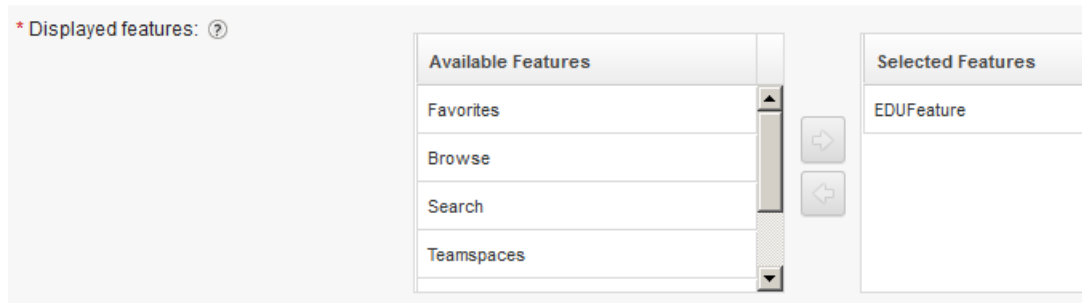 * Displayed features: ?
Available Features
Favorites
Browse
Search
Teamspaces
Selected Features
EDUFeature